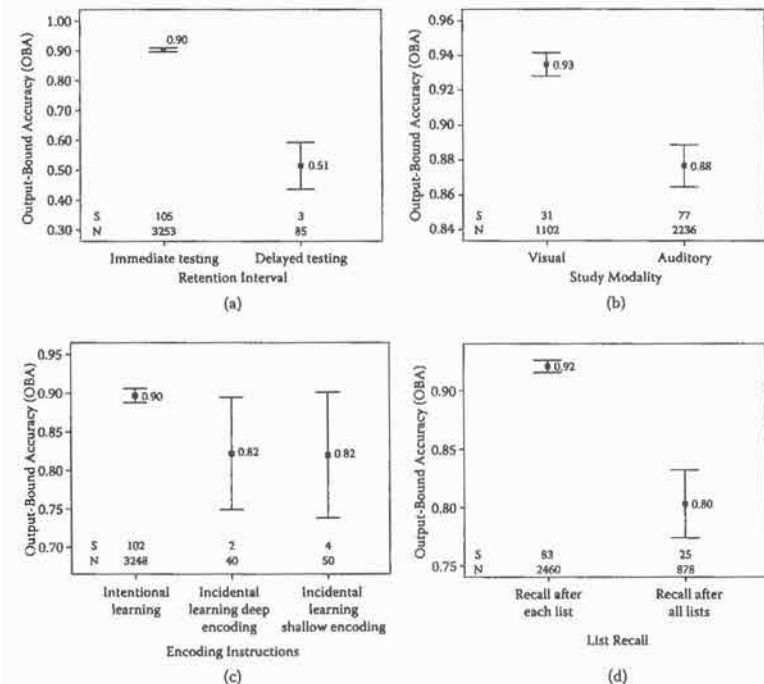 Output-Bound Accuracy (OBA)
1.00
0.90
0.80
0.70
0.60
0.50
0.40
0.30
0.90
0.51
S 105 3
N 3253 85
Immediate testing Delayed testing
Retention Interval
(a)
Output-Bound Accuracy (OBA)
0.96
0.94
0.92
0.90
0.88
0.86
0.84
0.93
0.88
S 31 77
N 1102 2236
Visual Auditory
Study Modality
(b)
Output-Bound Accuracy (OBA)
0.95
0.90
0.85
0.80
0.75
0.70
0.90
0.82
0.82
S 102 2 4
N 3248 40 50
Intentional Incidental Incidental
learning learning deep learning
encoding shallow encoding
Encoding Instructions
(c)
Output-Bound Accuracy (OBA)
0.90
0.85
0.80
0.75
0.92
0.80
S 83 25
N 2460 878
Recall after Recall after
each list all lists
List Recall
(d)